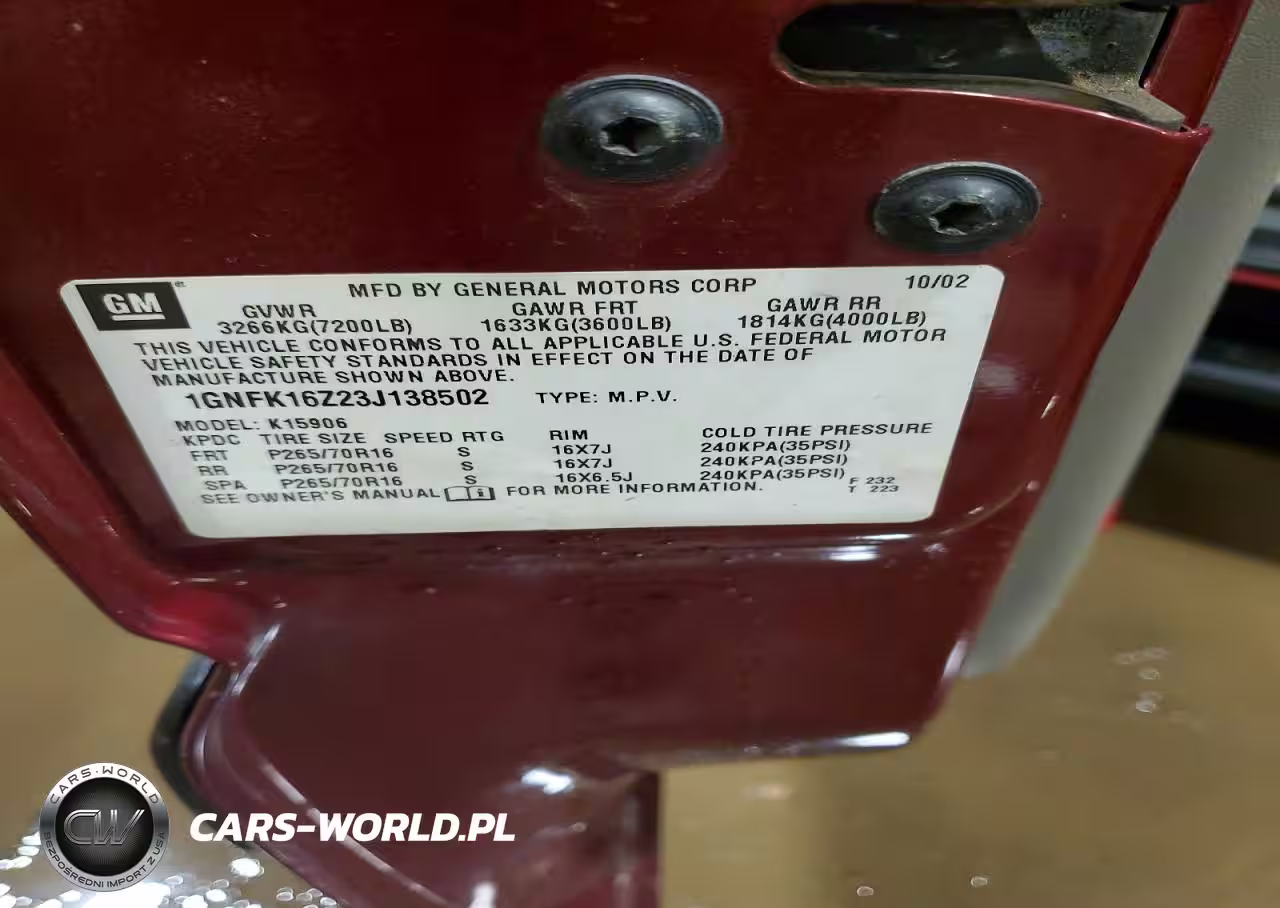 GM
MFD BY GENERAL MOTORS CORP 10/02
GVWR GAWR FRT GAWR RR
3266KG(7200LB) 1633KG(3600LB) 1814KG(4000LB)
THIS VEHICLE CONFORMS TO ALL APPLICABLE U.S. FEDERAL MOTOR
VEHICLE SAFETY STANDARDS IN EFFECT ON THE DATE OF
MANUFACTURE SHOWN ABOVE.
1GNFK16Z23J138502 TYPE: M.P.V.
MODEL: K15906
KPDC TIRE SIZE SPEED RTG RIM COLD TIRE PRESSURE
FRT P265/70R16 S 16X7J 240KPA(35PSI)
RR P265/70R16 S 16X7J 240KPA(35PSI)
SPA P265/70R16 S 16X6.5J 240KPA(35PSI) F 232
SEE OWNER'S MANUAL FOR MORE INFORMATION. T 223
CARS-WORLD
CW
BEZPOŚREDNI IMPORT Z USA
CARS-WORLD.PL